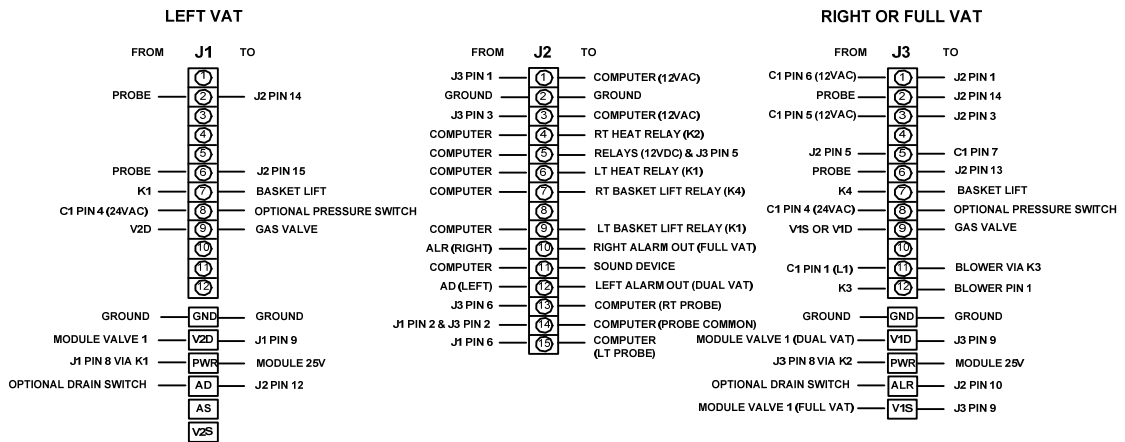 LEFT VAT
FROM J1 TO
1
PROBE 2 J2 PIN 14
3
4
5
PROBE 6 J2 PIN 15
K1 7 BASKET LIFT
C1 PIN 4 (24VAC) 8 OPTIONAL PRESSURE SWITCH
V2D 9 GAS VALVE
10
11
12
GROUND GND GROUND
MODULE VALVE 1 V2D J1 PIN 9
J1 PIN 8 VIA K1 PWR MODULE 25V
OPTIONAL DRAIN SWITCH AD J2 PIN 12
AS
V2S
FROM J2 TO
J3 PIN 1 1 COMPUTER (12VAC)
GROUND 2 GROUND
J3 PIN 3 3 COMPUTER (12VAC)
COMPUTER 4 RT HEAT RELAY (K2)
COMPUTER 5 RELAYS (12VDC) & J3 PIN 5
COMPUTER 6 LT HEAT RELAY (K1)
COMPUTER 7 RT BASKET LIFT RELAY (K4)
8
COMPUTER 9 LT BASKET LIFT RELAY (K1)
ALR (RIGHT) 10 RIGHT ALARM OUT (FULL VAT)
COMPUTER 11 SOUND DEVICE
AD (LEFT) 12 LEFT ALARM OUT (DUAL VAT)
J3 PIN 6 13 COMPUTER (RT PROBE)
J1 PIN 2 & J3 PIN 2 14 COMPUTER (PROBE COMMON)
J1 PIN 6 15 COMPUTER
(LT PROBE)
RIGHT OR FULL VAT
FROM J3 TO
C1 PIN 6 (12VAC) 1 J2 PIN 1
PROBE 2 J2 PIN 14
C1 PIN 5 (12VAC) 3 J2 PIN 3
4
J2 PIN 5 5 C1 PIN 7
PROBE 6 J2 PIN 13
K4 7 BASKET LIFT
C1 PIN 4 (24VAC) 8 OPTIONAL PRESSURE SWITCH
V1S OR V1D 9 GAS VALVE
10
C1 PIN 1 (L1) 11 BLOWER VIA K3
K3 12 BLOWER PIN 1
GROUND GND GROUND
MODULE VALVE 1 (DUAL VAT) V1D J3 PIN 9
J3 PIN 8 VIA K2 PWR MODULE 25V
OPTIONAL DRAIN SWITCH ALR J2 PIN 10
MODULE VALVE 1 (FULL VAT) V1S J3 PIN 9